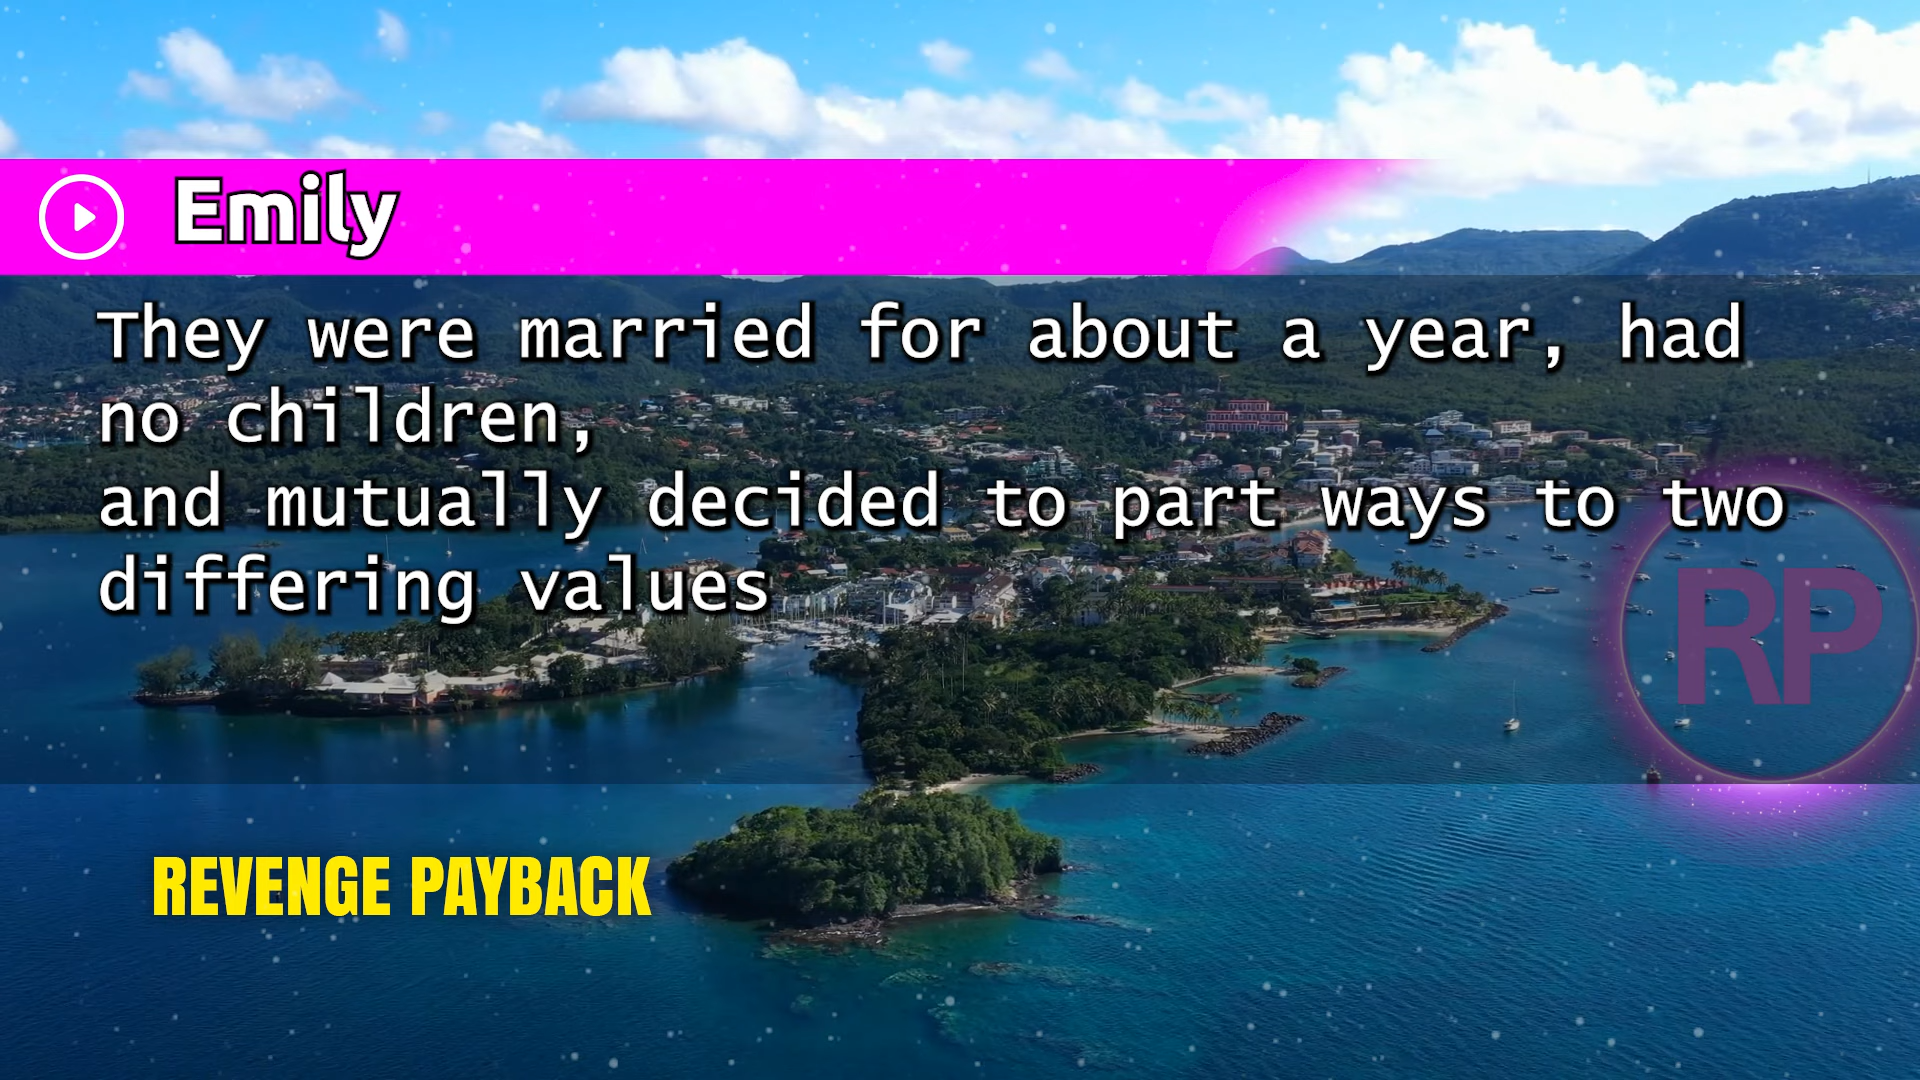 Emily
They were married for about a year, had
no children,
and mutually decided to part ways to two
differing values
RP
REVENGE PAYBACK